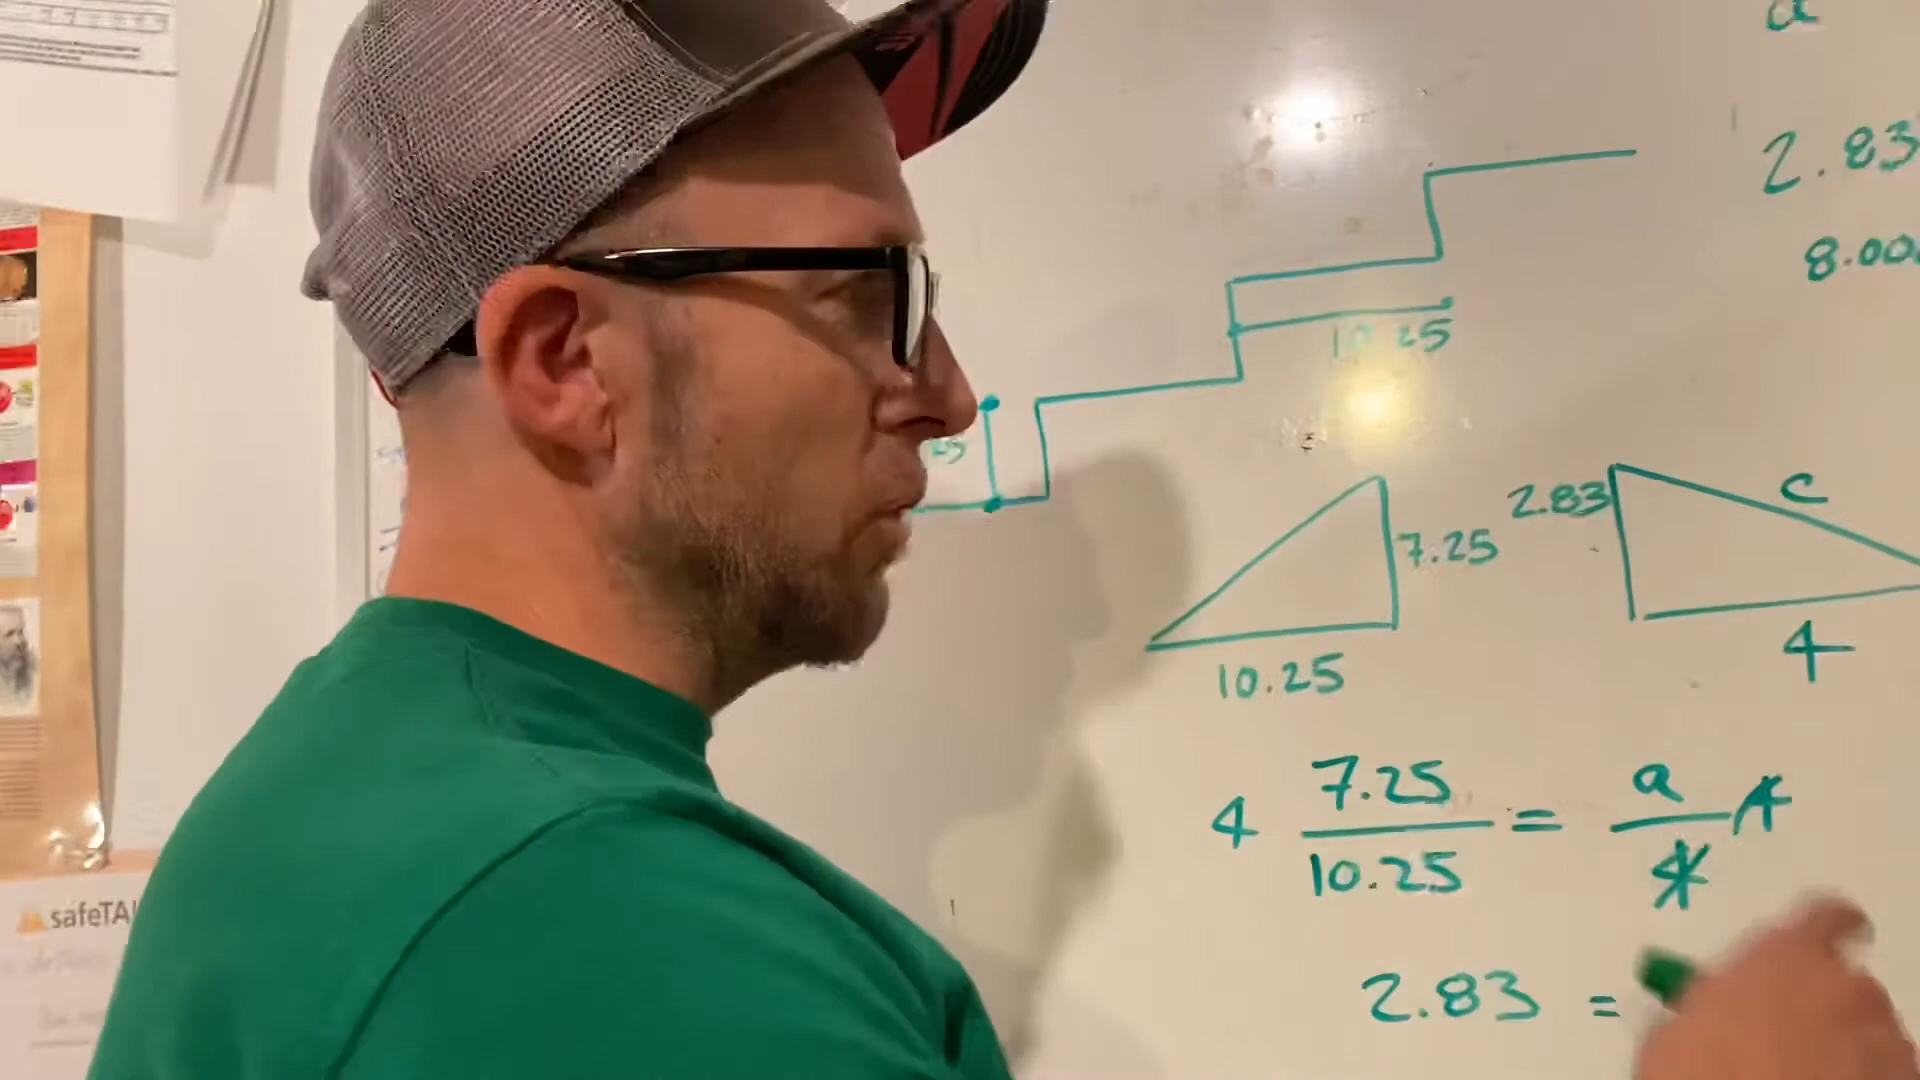 a
2.83
8.00
10.25
25
7.25
10.25
2.83
c
4
4 7.25 = a 4
10.25 4
2.83 =
safeTA